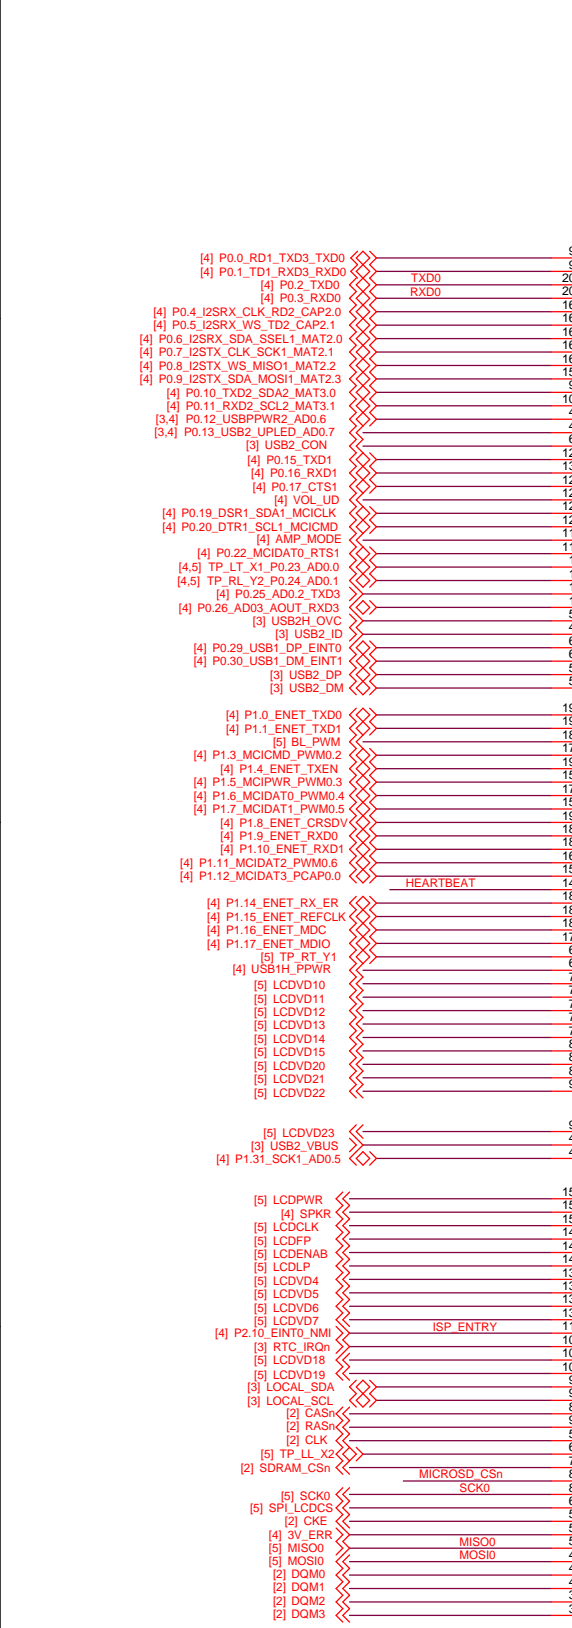 [4] P0.0_RD1_TXD3_TXD0
[4] P0.1_TD1_RXD3_RXD0
[4] P0.2_TXD0 TXD0
[4] P0.3_RXD0 RXD0
[4] P0.4_I2SRX_CLK_RD2_CAP2.0
[4] P0.5_I2SRX_WS_TD2_CAP2.1
[4] P0.6_I2SRX_SDA_SSEL1_MAT2.0
[4] P0.7_I2STX_CLK_SCK1_MAT2.1
[4] P0.8_I2STX_WS_MISO1_MAT2.2
[4] P0.9_I2STX_SDA_MOSI1_MAT2.3
[4] P0.10_TXD2_SDA2_MAT3.0
[4] P0.11_RXD2_SCL2_MAT3.1
[3,4] P0.12_USBPPWR2_AD0.6
[3,4] P0.13_USB2_UPLED_AD0.7
[3] USB2_CON
[4] P0.15_TXD1
[4] P0.16_RXD1
[4] P0.17_CTS1
[4] VOL_UD
[4] P0.19_DSR1_SDA1_MCICLK
[4] P0.20_DTR1_SCL1_MCICMD
[4] AMP_MODE
[4] P0.22_MCIDAT0_RTS1
[4,5] TP_LT_X1_P0.23_AD0.0
[4,5] TP_RL_Y2_P0.24_AD0.1
[4] P0.25_AD0.2_TXD3
[4] P0.26_AD03_AOUT_RXD3
[3] USB2H_OVC
[3] USB2_ID
[4] P0.29_USB1_DP_EINT0
[4] P0.30_USB1_DM_EINT1
[3] USB2_DP
[3] USB2_DM
[4] P1.0_ENET_TXD0
[4] P1.1_ENET_TXD1
[5] BL_PWM
[4] P1.3_MCICMD_PWM0.2
[4] P1.4_ENET_TXEN
[4] P1.5_MCIPWR_PWM0.3
[4] P1.6_MCIDAT0_PWM0.4
[4] P1.7_MCIDAT1_PWM0.5
[4] P1.8_ENET_CRSDV
[4] P1.9_ENET_RXD0
[4] P1.10_ENET_RXD1
[4] P1.11_MCIDAT2_PWM0.6
[4] P1.12_MCIDAT3_PCAP0.0
HEARTBEAT
[4] P1.14_ENET_RX_ER
[4] P1.15_ENET_REFCLK
[4] P1.16_ENET_MDC
[4] P1.17_ENET_MDIO
[5] TP_RT_Y1
[4] USB1H_PPWR
[5] LCDVD10
[5] LCDVD11
[5] LCDVD12
[5] LCDVD13
[5] LCDVD14
[5] LCDVD15
[5] LCDVD20
[5] LCDVD21
[5] LCDVD22
[5] LCDVD23
[3] USB2_VBUS
[4] P1.31_SCK1_AD0.5
[5] LCDPWR
[4] SPKR
[5] LCDCLK
[5] LCDFP
[5] LCDENAB
[5] LCDLP
[5] LCDVD4
[5] LCDVD5
[5] LCDVD6
[5] LCDVD7
[4] P2.10_EINT0_NMI ISP_ENTRY
[3] RTC_IRQn
[5] LCDVD18
[5] LCDVD19
[3] LOCAL_SDA
[3] LOCAL_SCL
[2] CASn
[2] RASn
[2] CLK
[5] TP_LL_X2
[2] SDRAM_CSn
MICROSD_CSn
[5] SCK0 SCK0
[5] SPI_LCDCS
[2] CKE
[4] 3V_ERR
[5] MISO0 MISO0
[5] MOSI0 MOSI0
[2] DQM0
[2] DQM1
[2] DQM2
[2] DQM3